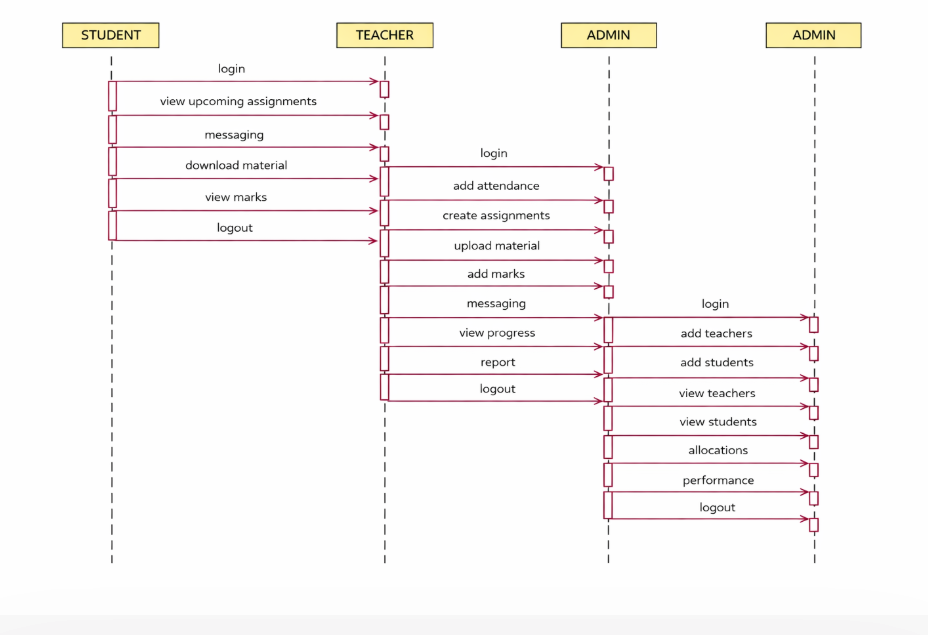 STUDENT
TEACHER
ADMIN
ADMIN
login
view upcoming assignments
messaging
download material
view marks
logout
login
add attendance
create assignments
upload material
add marks
messaging
view progress
report
logout
login
add teachers
add students
view teachers
view students
allocations
performance
logout